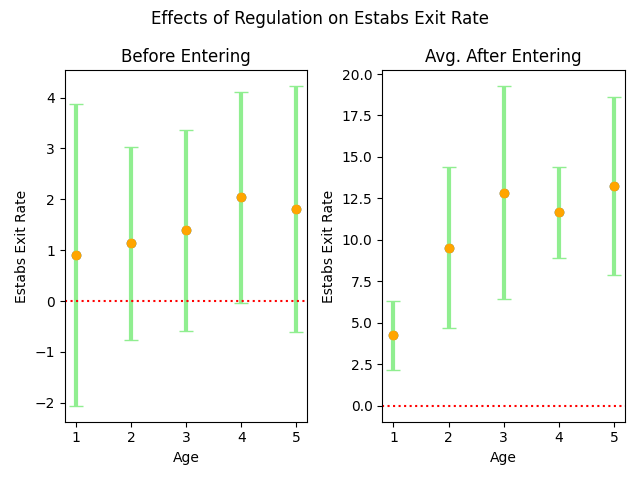 Effects of Regulation on Estabs Exit Rate
Before Entering
Estabs Exit Rate
4
3
2
1
0
−1
−2
1 2 3 4 5
Age
Avg. After Entering
Estabs Exit Rate
20.0
17.5
15.0
12.5
10.0
7.5
5.0
2.5
0.0
1 2 3 4 5
Age